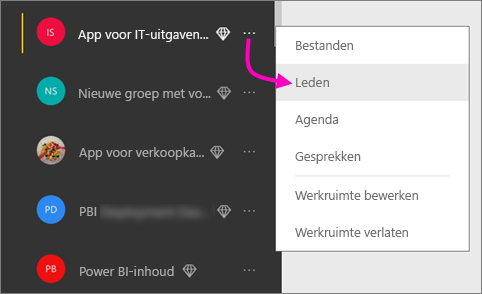 IS App voor IT-uitgaven... ...
NS Nieuwe groep met vo... ...
App voor verkoopka... ...
PD PBI ...
PB Power BI-inhoud ...
Bestanden
Leden
Agenda
Gesprekken
Werkruimte bewerken
Werkruimte verlaten